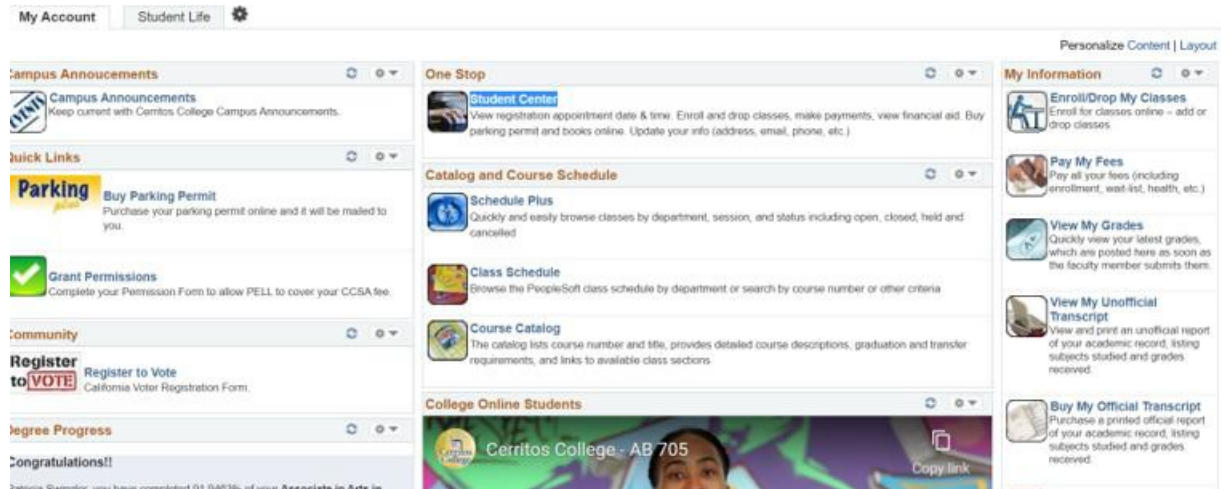 My Account
Student Life
Personalize Content | Layout
Campus Annoucements
Campus Announcements
Keep current with Cerritos College Campus Announcements.
Quick Links
Parking
plus
Buy Parking Permit
Purchase your parking permit online and it will be mailed to
you.
Grant Permissions
Complete your Permission Form to allow PELL to cover your CCSA fee.
Community
Register
to VOTE
Register to Vote
California Voter Registration Form.
Degree Progress
Congratulations!!
One Stop
Student Center
View registration appointment date & time. Enroll and drop classes, make payments, view financial aid. Buy
parking permit and books online. Update your info (address, email, phone, etc.)
Catalog and Course Schedule
Schedule Plus
Quickly and easily browse classes by department, session, and status including open, closed, held and
cancelled
Class Schedule
Browse the PeopleSoft class schedule by department or search by course number or other criteria
Course Catalog
The catalog lists course number and title, provides detailed course descriptions, graduation and transfer
requirements, and links to available class sections
College Online Students
Cerritos College - AB 705
Copy link
My Information
Enroll/Drop My Classes
Enroll for classes online – add or
drop classes
Pay My Fees
Pay all your fees (including
enrollment, wait-list, health, etc.)
View My Grades
Quickly view your latest grades,
which are posted here as soon as
the faculty member submits them.
View My Unofficial
Transcript
View and print an unofficial report
of your academic record, listing
subjects studied and grades
received.
Buy My Official Transcript
Purchase a printed official report
of your academic record, listing
subjects studied and grades
received.